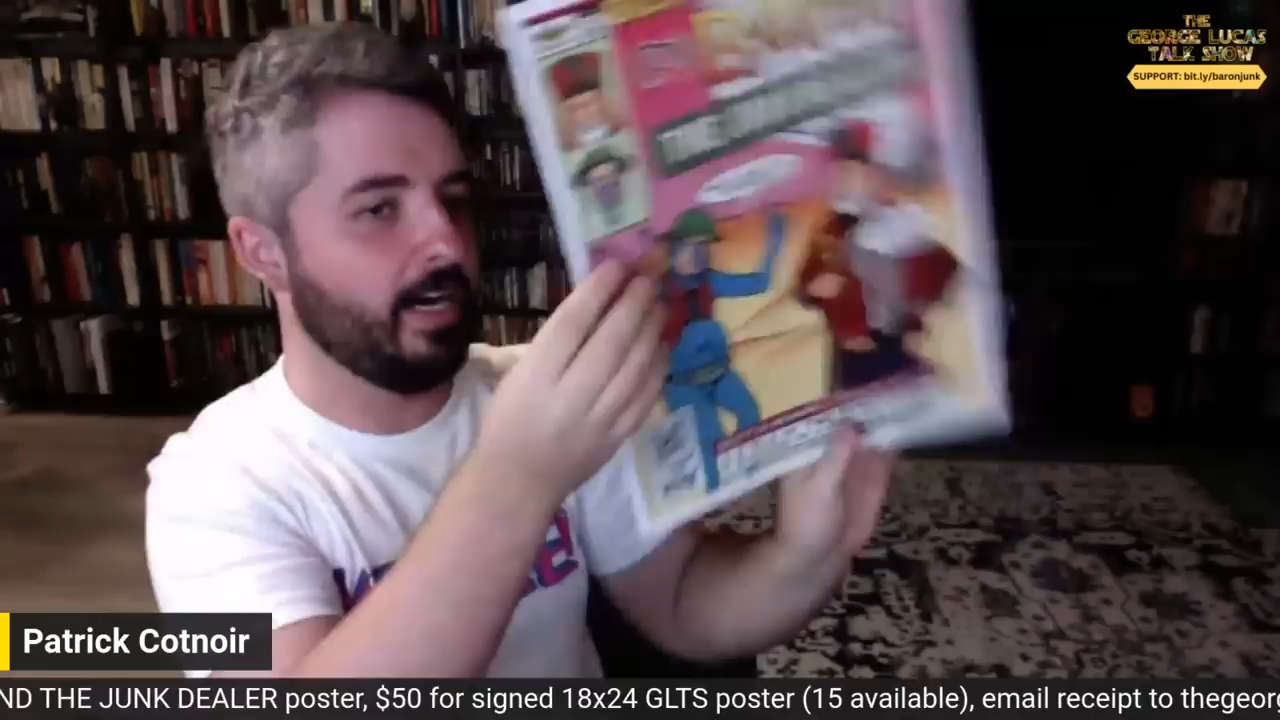 THE
GEORGE LUCAS
TALK SHOW
SUPPORT: bit.ly/baronjunk
Patrick Cotnoir
ND THE JUNK DEALER poster, $50 for signed 18x24 GLTS poster (15 available), email receipt to thegeorg